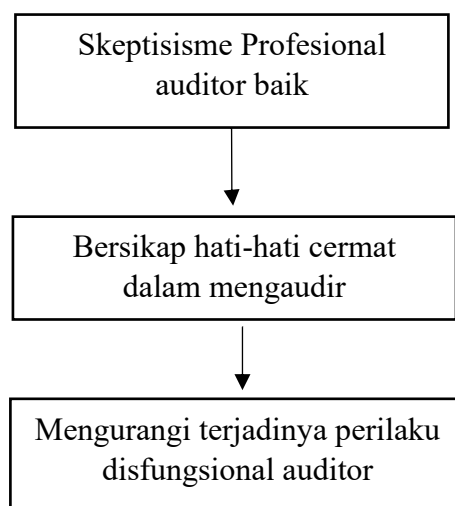 Skeptisisme Profesional
auditor baik
Bersikap hati-hati cermat
dalam mengaudir
Mengurangi terjadinya perilaku
disfungsional auditor